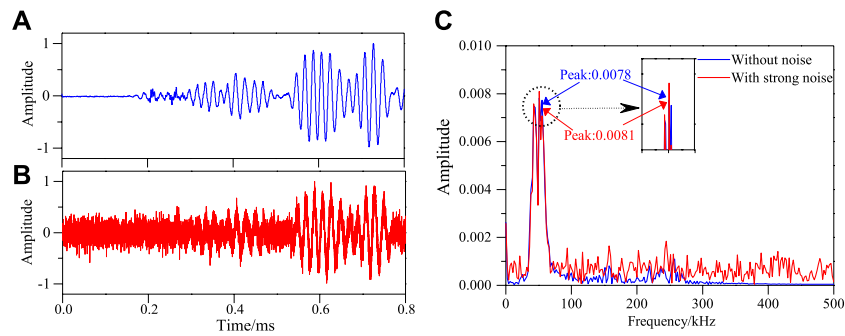 A
1
0
-1
Amplitude
B
1
0
-1
Amplitude
0.0
0.2
0.4
0.6
0.8
Time/ms
C
0.010
0.008
0.006
0.004
0.002
0.000
Amplitude
Peak:0.0078
Peak:0.0081
Without noise
With strong noise
0
100
200
300
400
500
Frequency/kHz